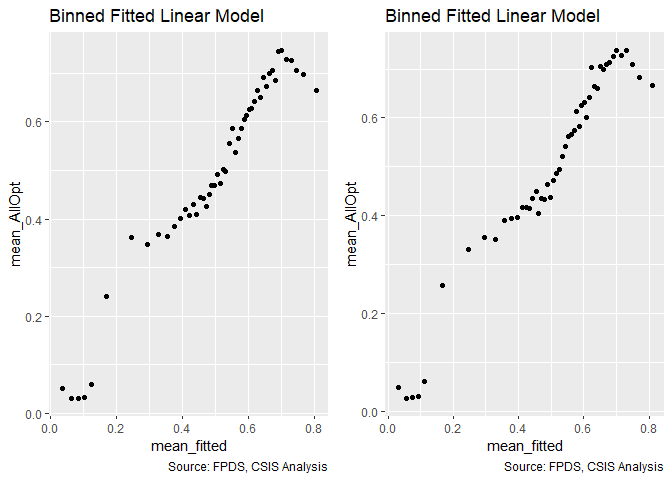 Binned Fitted Linear Model
mean_AllOpt
0.6
0.4
0.2
0.0
0.0 0.2 0.4 0.6 0.8
mean_fitted
Source: FPDS, CSIS Analysis
Binned Fitted Linear Model
mean_AllOpt
0.6
0.4
0.2
0.0
0.0 0.2 0.4 0.6 0.8
mean_fitted
Source: FPDS, CSIS Analysis